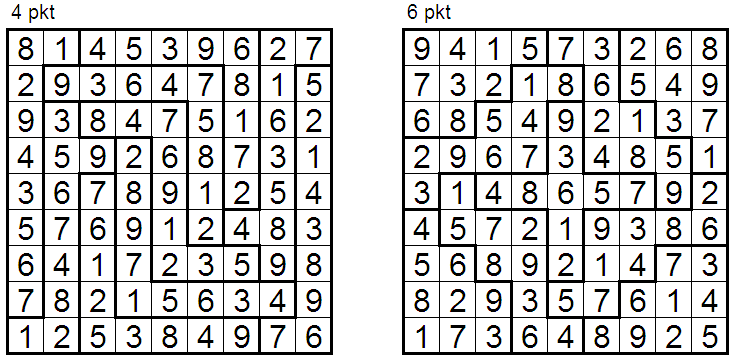 4 pkt
6 pkt
8 1 4 5 3 9 6 2 7
2 9 3 6 4 7 8 1 5
9 3 8 4 7 5 1 6 2
4 5 9 2 6 8 7 3 1
3 6 7 8 9 1 2 5 4
5 7 6 9 1 2 4 8 3
6 4 1 7 2 3 5 9 8
7 8 2 1 5 6 3 4 9
1 2 5 3 8 4 9 7 6
9 4 1 5 7 3 2 6 8
7 3 2 1 8 6 5 4 9
6 8 5 4 9 2 1 3 7
2 9 6 7 3 4 8 5 1
3 1 4 8 6 5 7 9 2
4 5 7 2 1 9 3 8 6
5 6 8 9 2 1 4 7 3
8 2 9 3 5 7 6 1 4
1 7 3 6 4 8 9 2 5